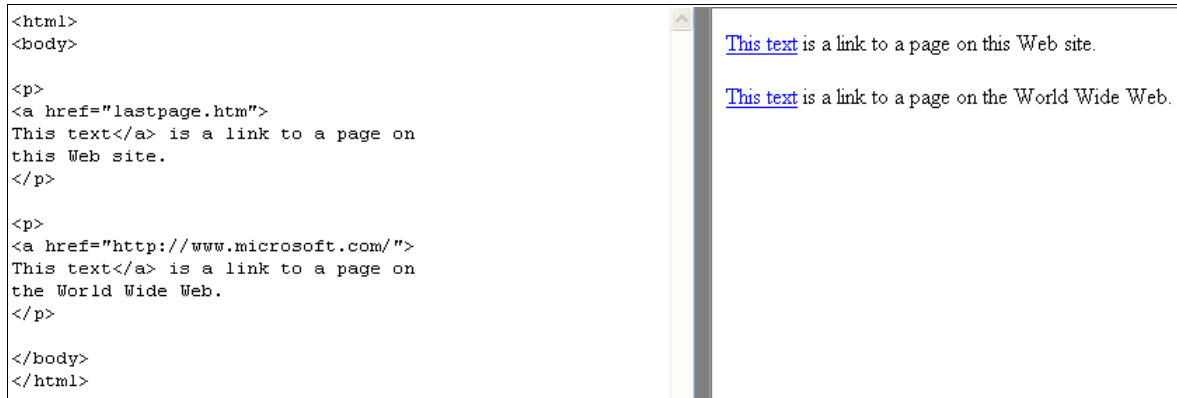 <html>
<body>
<p>
<a href="lastpage.htm">
This text</a> is a link to a page on
this Web site.
</p>
<p>
<a href="http://www.microsoft.com/">
This text</a> is a link to a page on
the World Wide Web.
</p>
</body>
</html>
This text is a link to a page on this Web site.
This text is a link to a page on the World Wide Web.